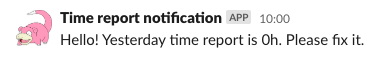 Time report notification APP 10:00
Hello! Yesterday time report is 0h. Please fix it.